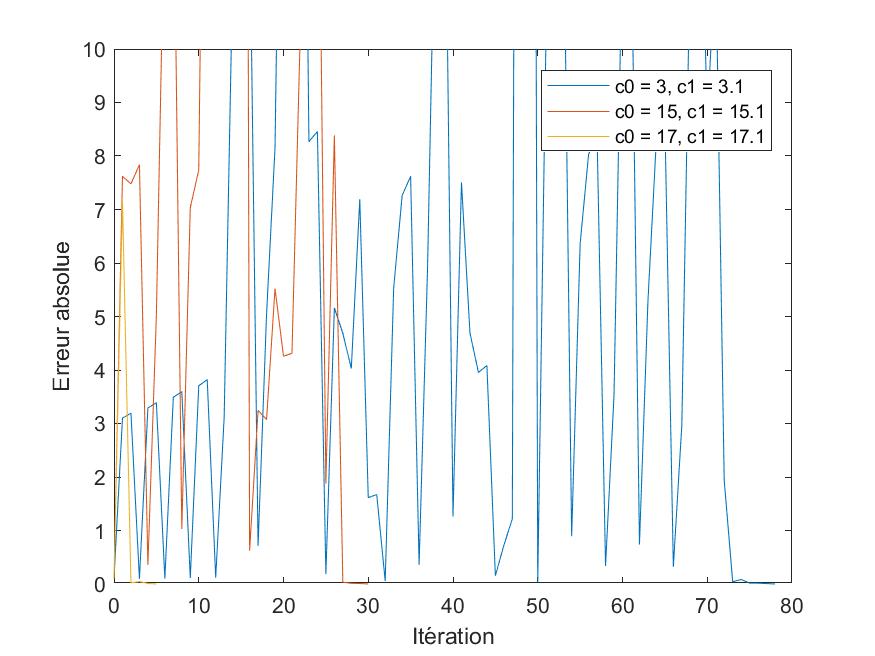 10
9
8
7
6
5
4
3
2
1
0
Erreur absolue
c0 = 3, c1 = 3.1
c0 = 15, c1 = 15.1
c0 = 17, c1 = 17.1
0 10 20 30 40 50 60 70 80
Itération